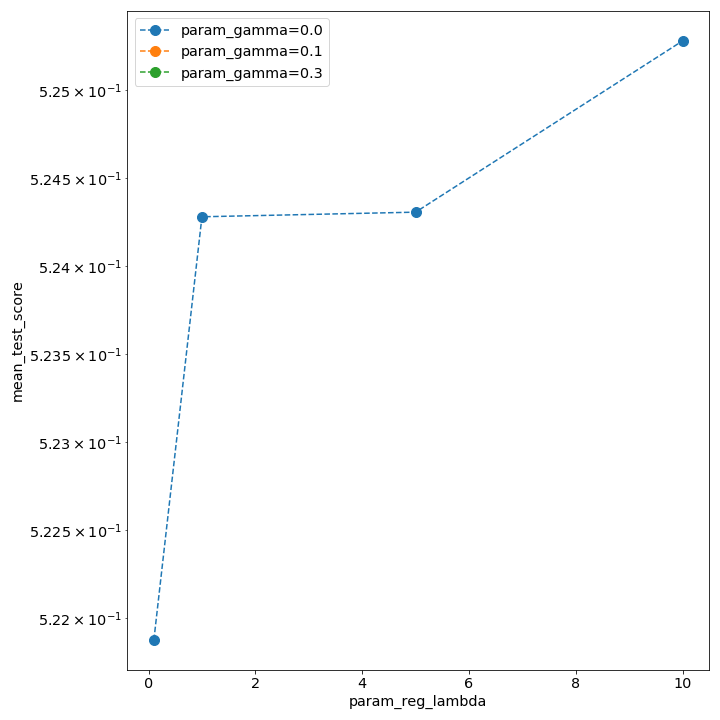 param_gamma=0.0
param_gamma=0.1
param_gamma=0.3
5.25 × 10⁻¹
5.245 × 10⁻¹
5.24 × 10⁻¹
5.235 × 10⁻¹
5.23 × 10⁻¹
5.225 × 10⁻¹
5.22 × 10⁻¹
mean_test_score
0 2 4 6 8 10
param_reg_lambda